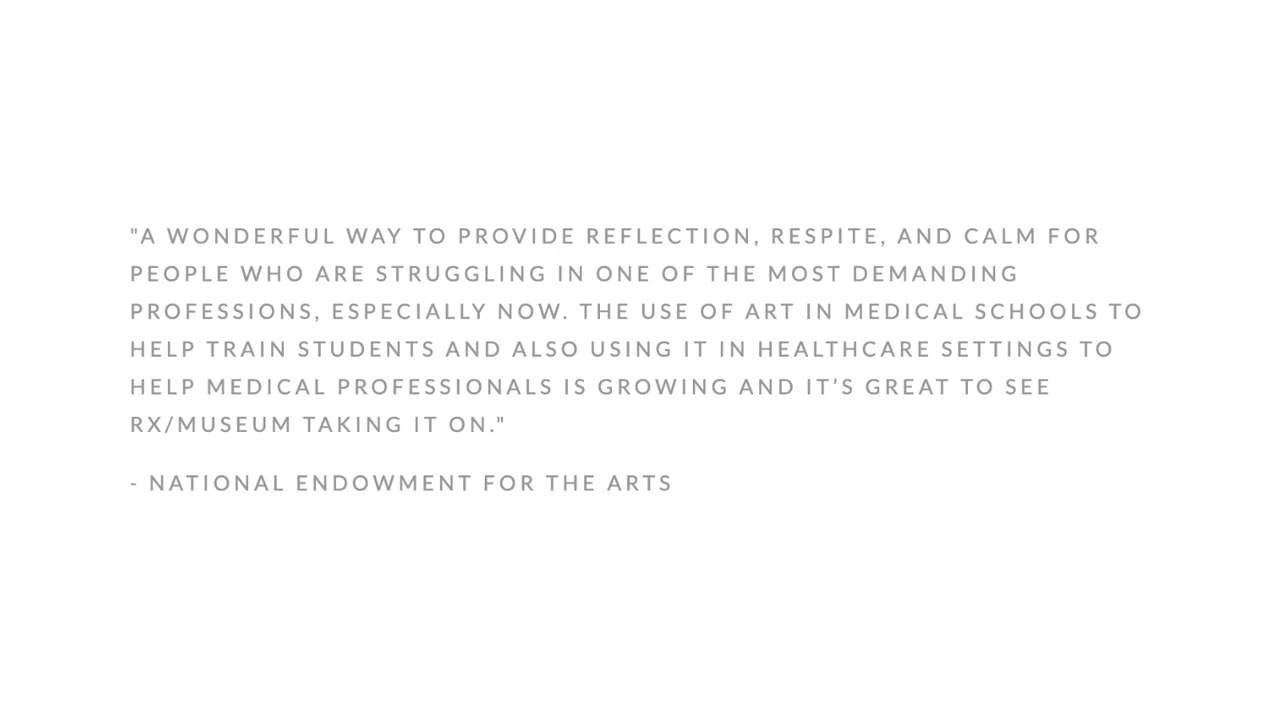 "A WONDERFUL WAY TO PROVIDE REFLECTION, RESPITE, AND CALM FOR
PEOPLE WHO ARE STRUGGLING IN ONE OF THE MOST DEMANDING
PROFESSIONS, ESPECIALLY NOW. THE USE OF ART IN MEDICAL SCHOOLS TO
HELP TRAIN STUDENTS AND ALSO USING IT IN HEALTHCARE SETTINGS TO
HELP MEDICAL PROFESSIONALS IS GROWING AND IT’S GREAT TO SEE
RX/MUSEUM TAKING IT ON."
- NATIONAL ENDOWMENT FOR THE ARTS